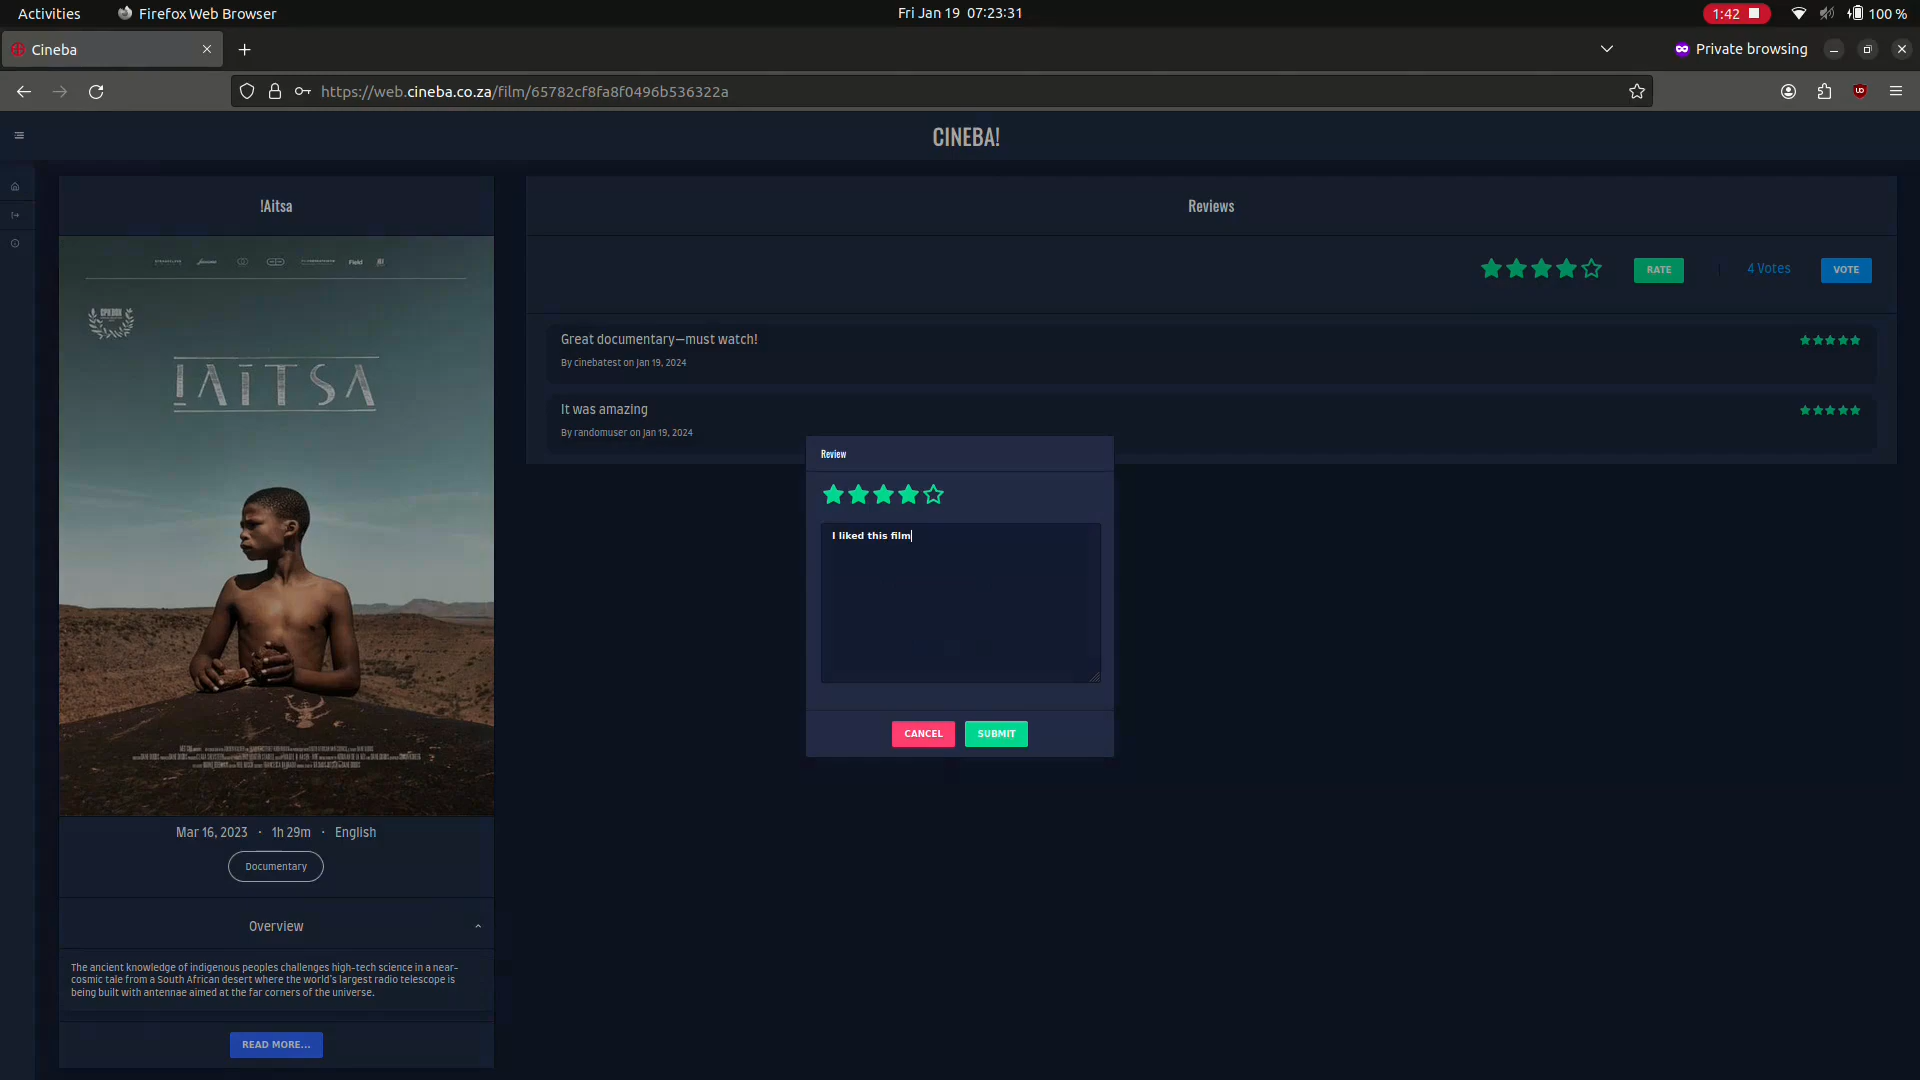 Activities
Firefox Web Browser
Fri Jan 19 07:23:31
1:42
100 %
Cineba
Private browsing
https://web.cineba.co.za/film/65782cf8fa8f0496b536322a
CINEBA!
!Aitsa
Field
!AITSA
Mar 16, 2023 · 1h 29m · English
Documentary
Overview
The ancient knowledge of indigenous peoples challenges high-tech science in a near-
cosmic tale from a South African desert where the world's largest radio telescope is
being built with antennae aimed at the far corners of the universe.
READ MORE...
Reviews
RATE
4 Votes
VOTE
Great documentary—must watch!
By cinebatest on Jan 19, 2024
It was amazing
By randomuser on Jan 19, 2024
Review
I liked this film
CANCEL
SUBMIT